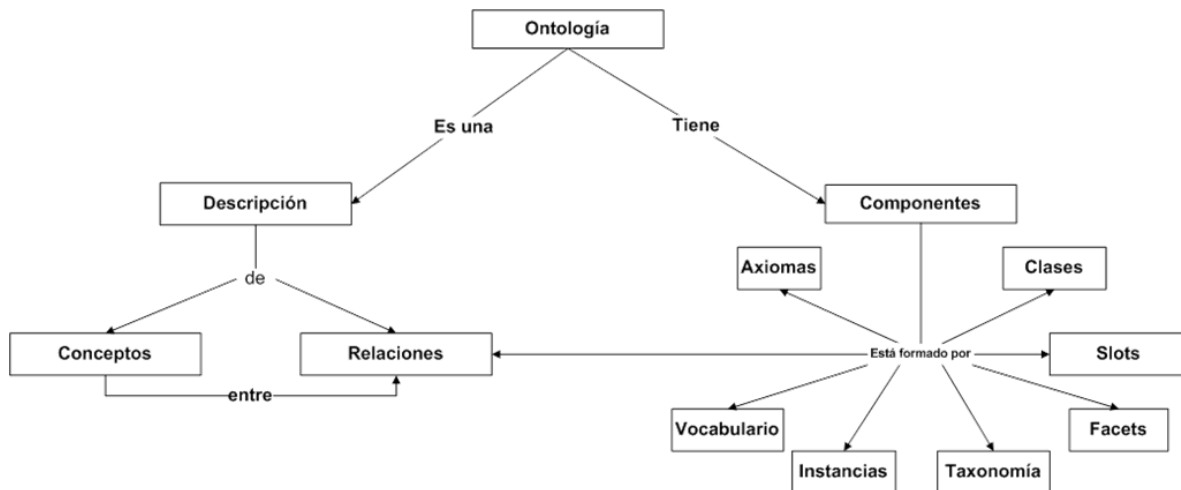 Ontología
Es una
Tiene
Descripción
Componentes
Axiomas
Clases
de
Conceptos
Relaciones
Está formado por
Slots
entre
Vocabulario
Facets
Instancias
Taxonomía